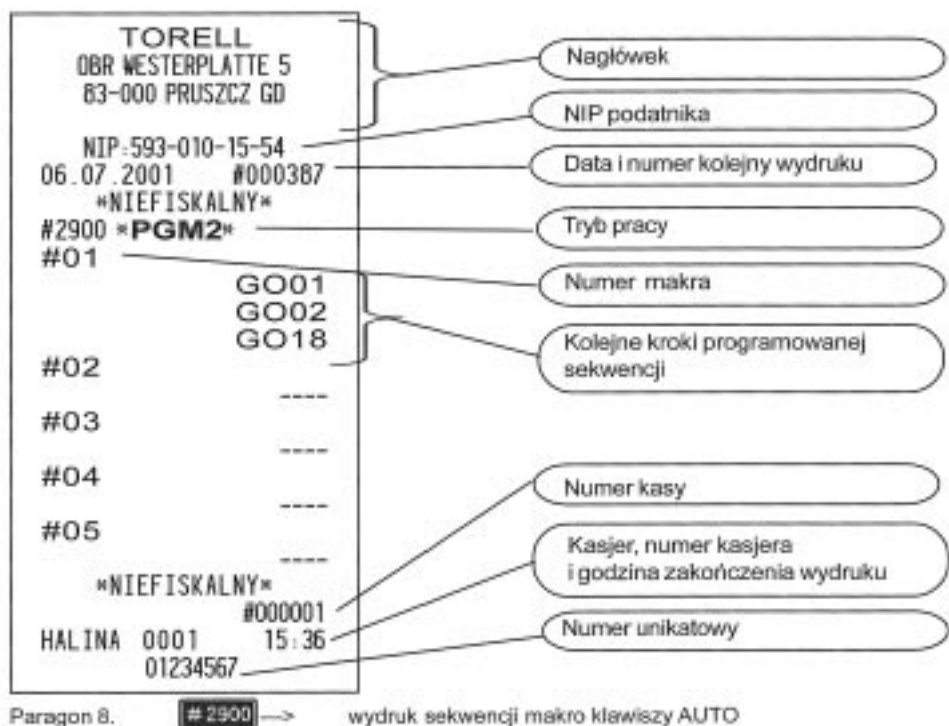 TORELL
OBR WESTERPLATTE 5
83-000 PRUSZCZ GD
NIP:593-010-15-54
06.07.2001 #000387
*NIEFISKALNY*
#2900 *PGM2*
#01
GO01
GO02
GO18
#02
----
#03
----
#04
----
#05
----
*NIEFISKALNY*
#000001
HALINA 0001 15:36
01234567
Nagłówek
NIP podatnika
Data i numer kolejny wydruku
Tryb pracy
Numer makra
Kolejne kroki programowanej
sekwencji
Numer kasy
Kasjer, numer kasjera
i godzina zakończenia wydruku
Numer unikatowy
Paragon 8. #2900 ---> wydruk sekwencji makro klawiszy AUTO